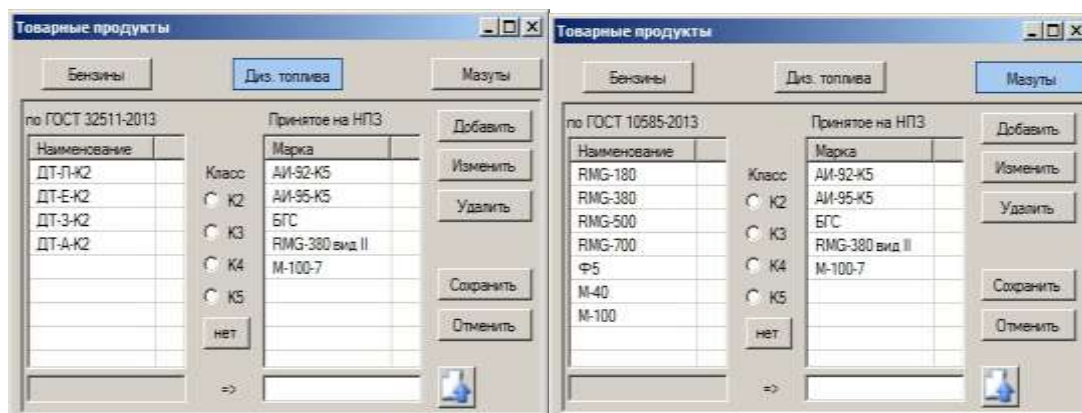 Товарные продукты
Бензины
Диз. топлива
Мазуты
по ГОСТ 32511-2013
Принятое на НПЗ
Наименование
Марка
ДТ-Л-К2
ДТ-Е-К2
ДТ-З-К2
ДТ-А-К2
Класс
К2
К3
К4
К5
нет
=>
АИ-92-К5
АИ-95-К5
БГС
RMG-380 вид II
М-100-7
Добавить
Изменить
Удалить
Сохранить
Отменить
Товарные продукты
Бензины
Диз. топлива
Мазуты
по ГОСТ 10585-2013
Принятое на НПЗ
Наименование
Марка
RMG-180
RMG-380
RMG-500
RMG-700
Ф5
М-40
М-100
Класс
К2
К3
К4
К5
нет
=>
АИ-92-К5
АИ-95-К5
БГС
RMG-380 вид II
М-100-7
Добавить
Изменить
Удалить
Сохранить
Отменить